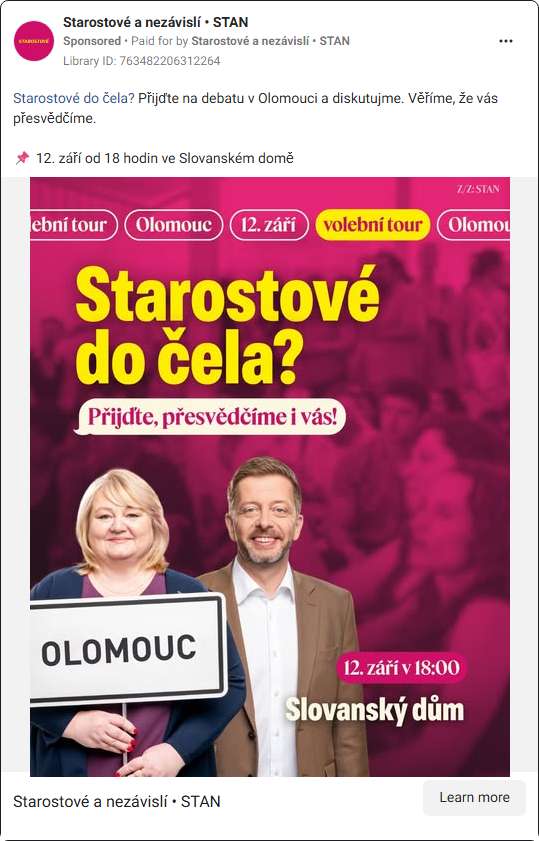 Starostové a nezávislí • STAN
STAROSTOVÉ
Sponsored • Paid for by Starostové a nezávislí • STAN
Library ID: 763482206312264
Starostové do čela? Přijďte na debatu v Olomouci a diskutujme. Věříme, že vás
přesvědčíme.
📌 12. září od 18 hodin ve Slovanském domě
Z/Z: STAN
ební tour Olomouc 12. září volební tour Olomou
Starostové
do čela?
Přijďte, přesvědčíme i vás!
OLOMOUC
12. září v 18:00
Slovanský dům
Starostové a nezávislí • STAN
Learn more